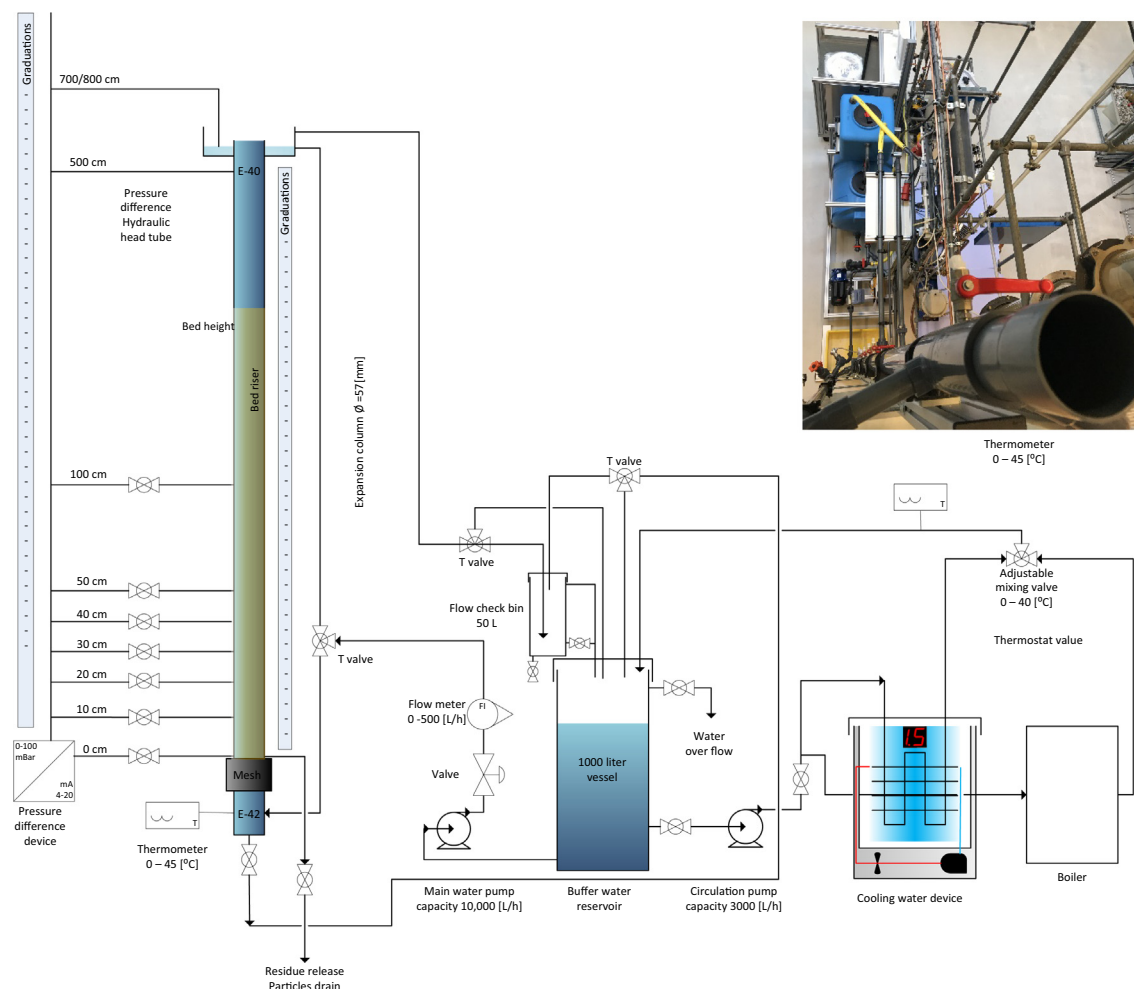 Graduations
700/800 cm
500 cm
E-40
Graduations
Pressure
difference
Hydraulic
head tube
Bed height
Bed riser
Expansion column Ø =57[mm]
Thermometer
0 – 45 [⁰C]
100 cm
T valve
T
T valve
Adjustable
mixing valve
0 – 40 [⁰C]
50 cm
Flow check bin
50 L
40 cm
Thermostat value
30 cm
T valve
20 cm
Flow meter
0 -500 [L/h]
FI
10 cm
Water
over flow
1.5
0-100
mBar
mA
4-20
0 cm
Mesh
Valve
1000 liter
vessel
Pressure
difference
device
T
E-42
Thermometer
0 – 45 [⁰C]
Main water pump
capacity 10,000 [L/h]
Buffer water
reservoir
Circulation pump
capacity 3000 [L/h]
Cooling water device
Boiler
Residue release
Particles drain